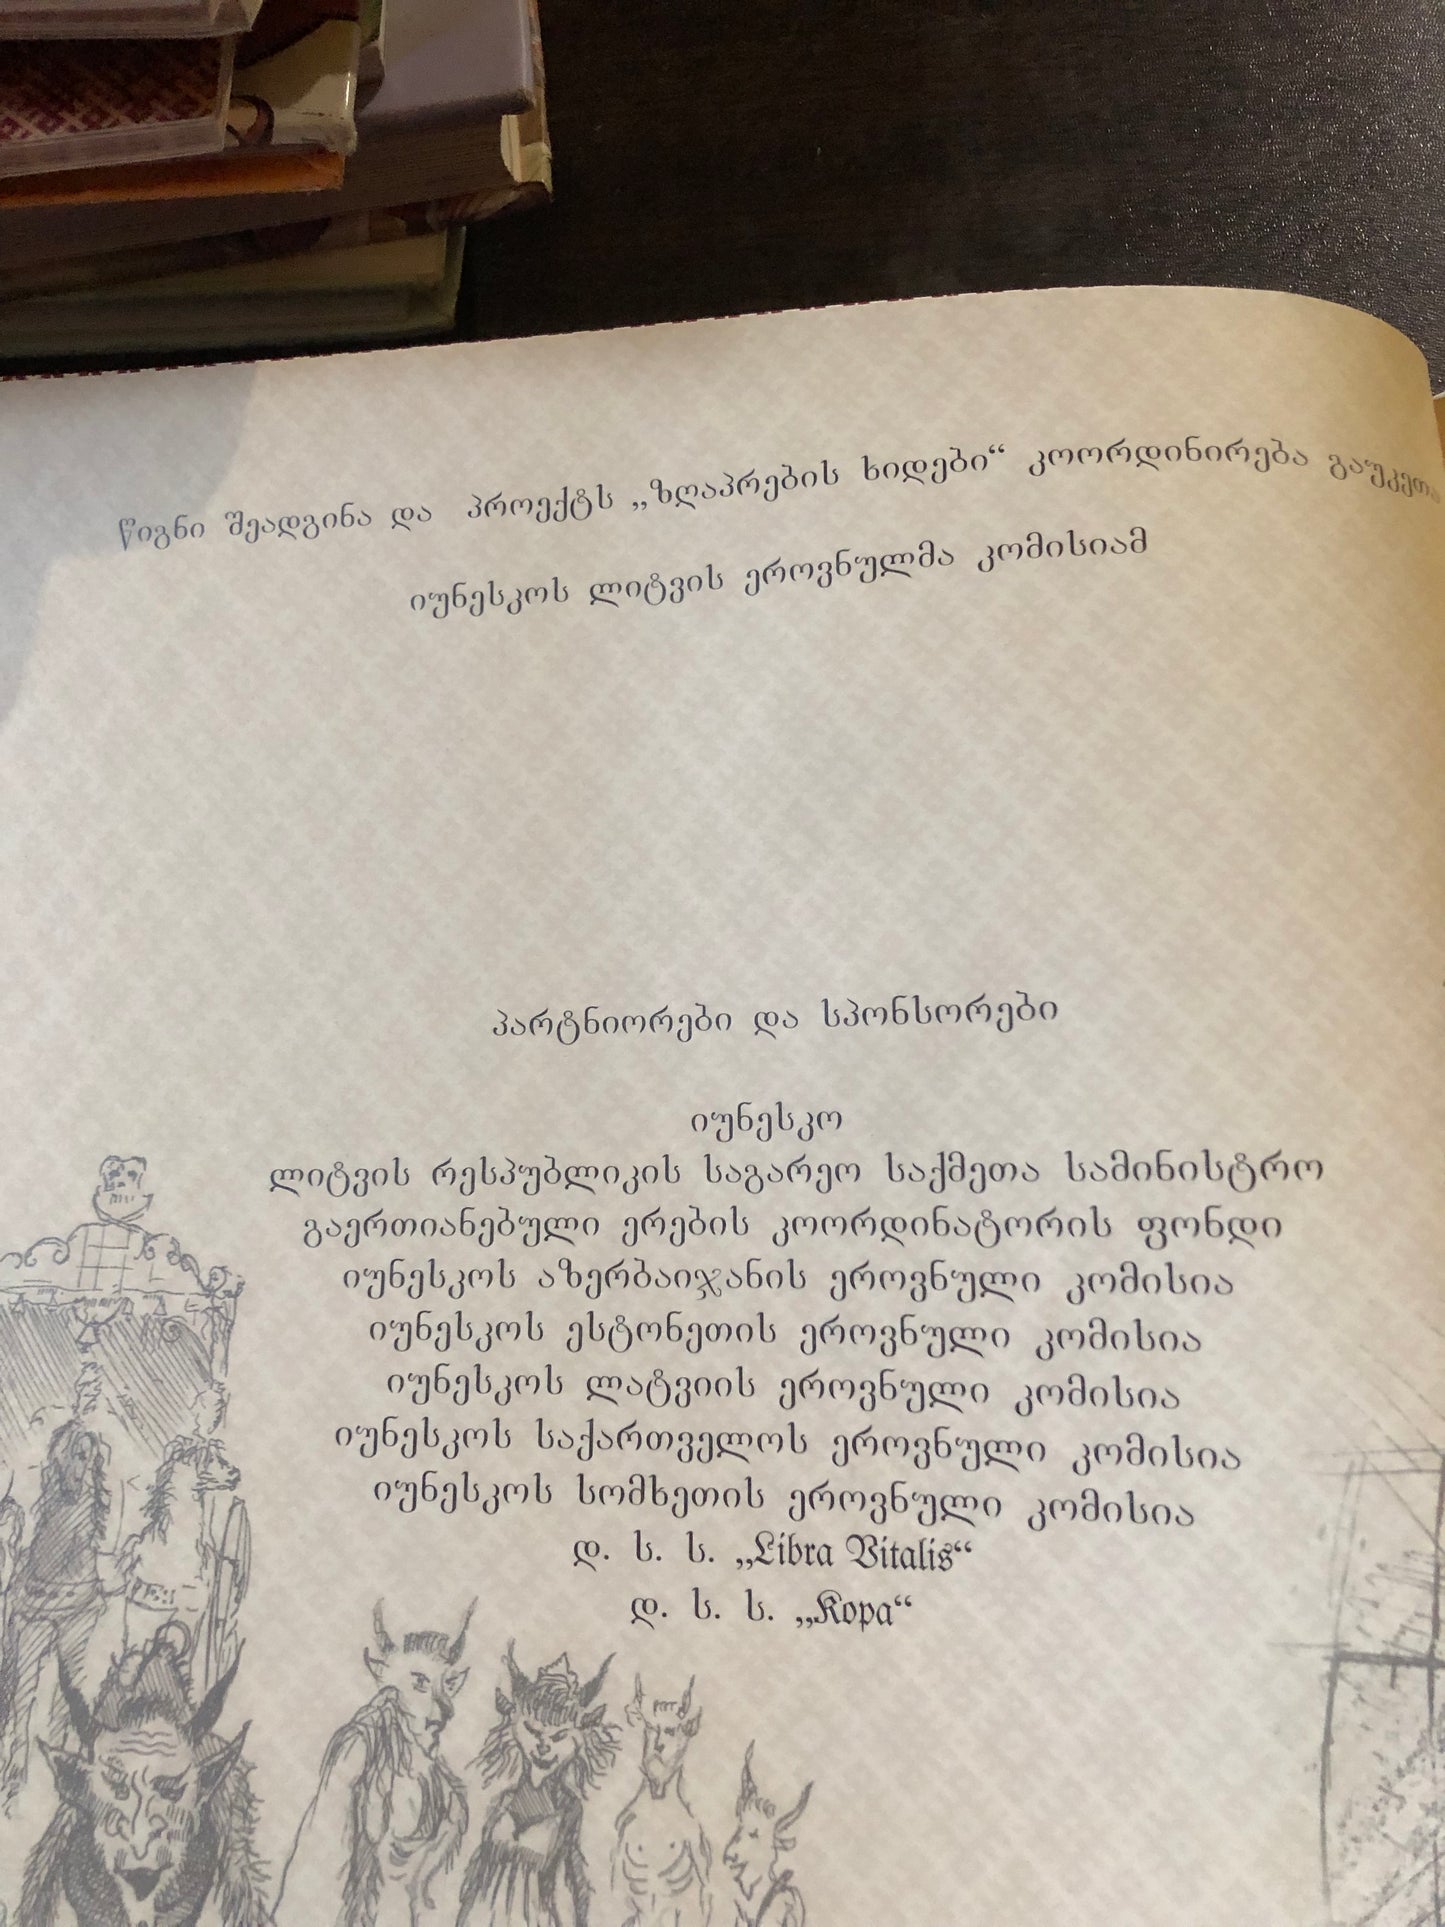 წიგნი შეადგინა და პროექტს „ზღაპრების ხიდები“ კოორდინირება გაუკეთა
იუნესკოს ლიტვის ეროვნულმა კომისიამ
პარტნიორები და სპონსორები
იუნესკო
ლიტვის რესპუბლიკის საგარეო საქმეთა სამინისტრო
გაერთიანებული ერების კოორდინატორის ფონდი
იუნესკოს აზერბაიჯანის ეროვნული კომისია
იუნესკოს ესტონეთის ეროვნული კომისია
იუნესკოს ლატვიის ეროვნული კომისია
იუნესკოს საქართველოს ეროვნული კომისია
იუნესკოს სომხეთის ეროვნული კომისია
დ. ს. ს. „Libra Vitalis“
დ. ს. ს. „Kopa“